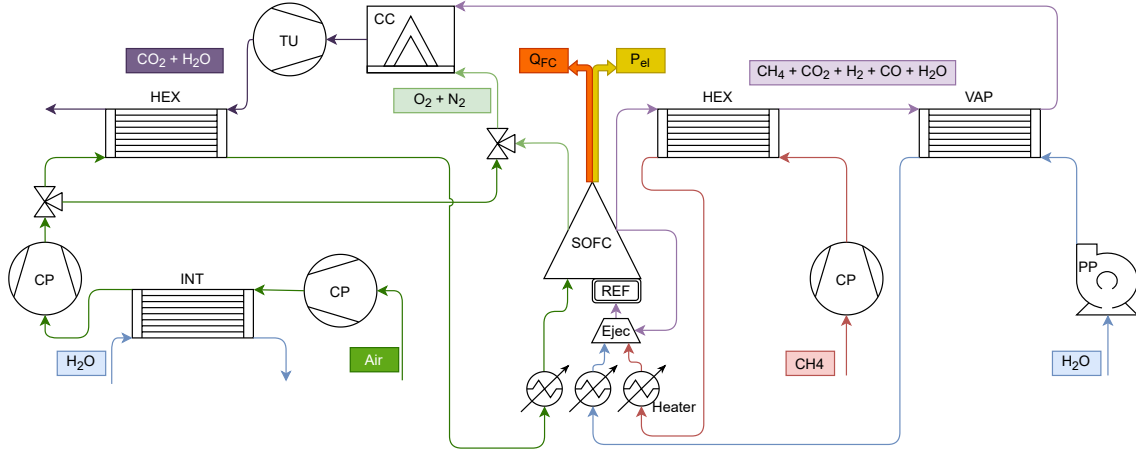 TU
CC
CO₂ + H₂O
Q_FC
P_el
CH₄ + CO₂ + H₂ + CO + H₂O
HEX
O₂ + N₂
HEX
VAP
SOFC
CP
INT
CP
CP
PP
REF
Ejec
H₂O
Air
CH4
H₂O
Heater